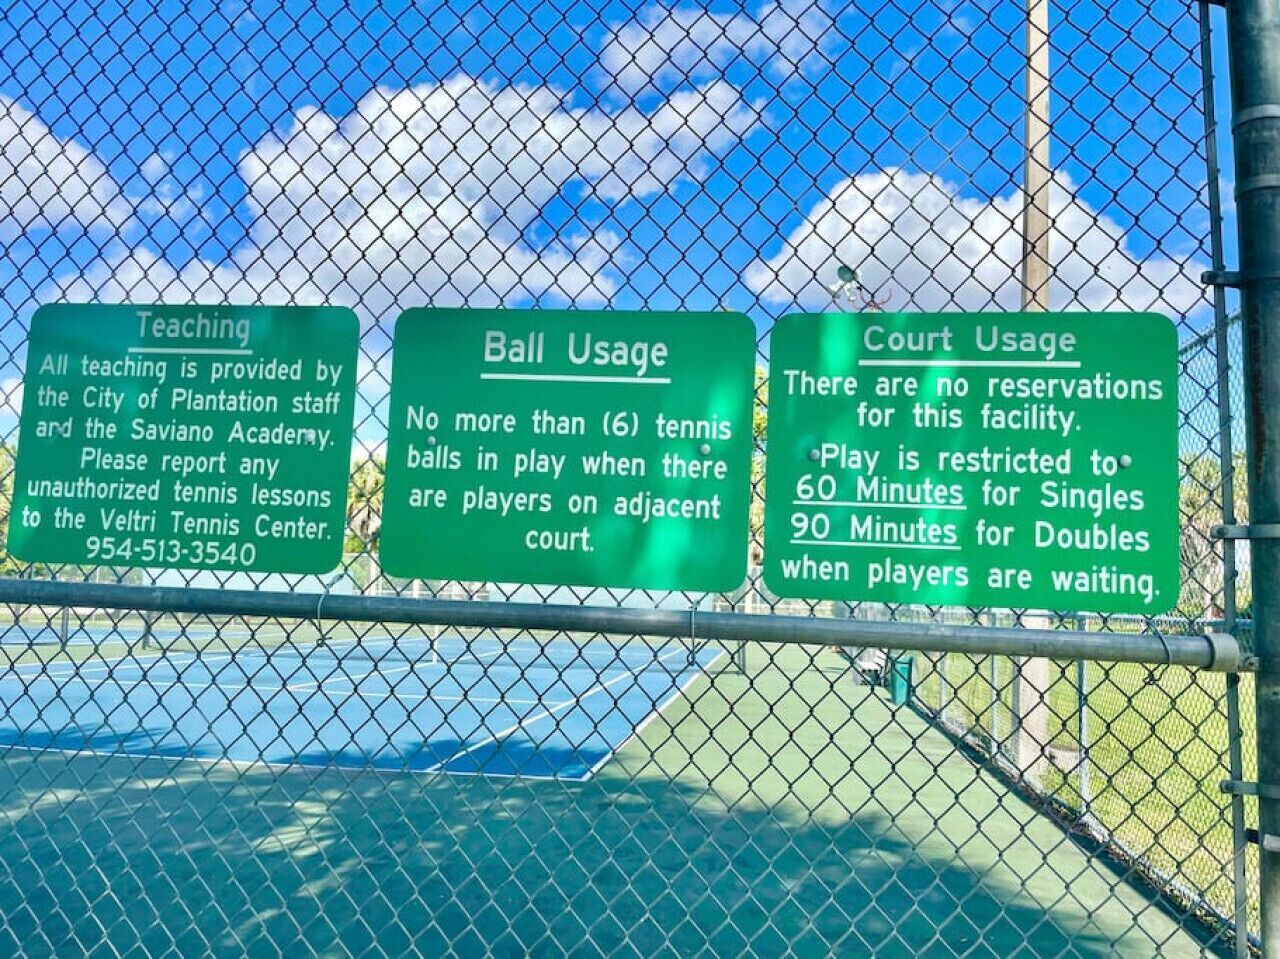 Teaching
All teaching is provided by
the City of Plantation staff
and the Saviano Academy.
Please report any
unauthorized tennis lessons
to the Veltri Tennis Center.
954-513-3540
Ball Usage
No more than (6) tennis
balls in play when there
are players on adjacent
court.
Court Usage
There are no reservations
for this facility.
Play is restricted to
60 Minutes for Singles
90 Minutes for Doubles
when players are waiting.